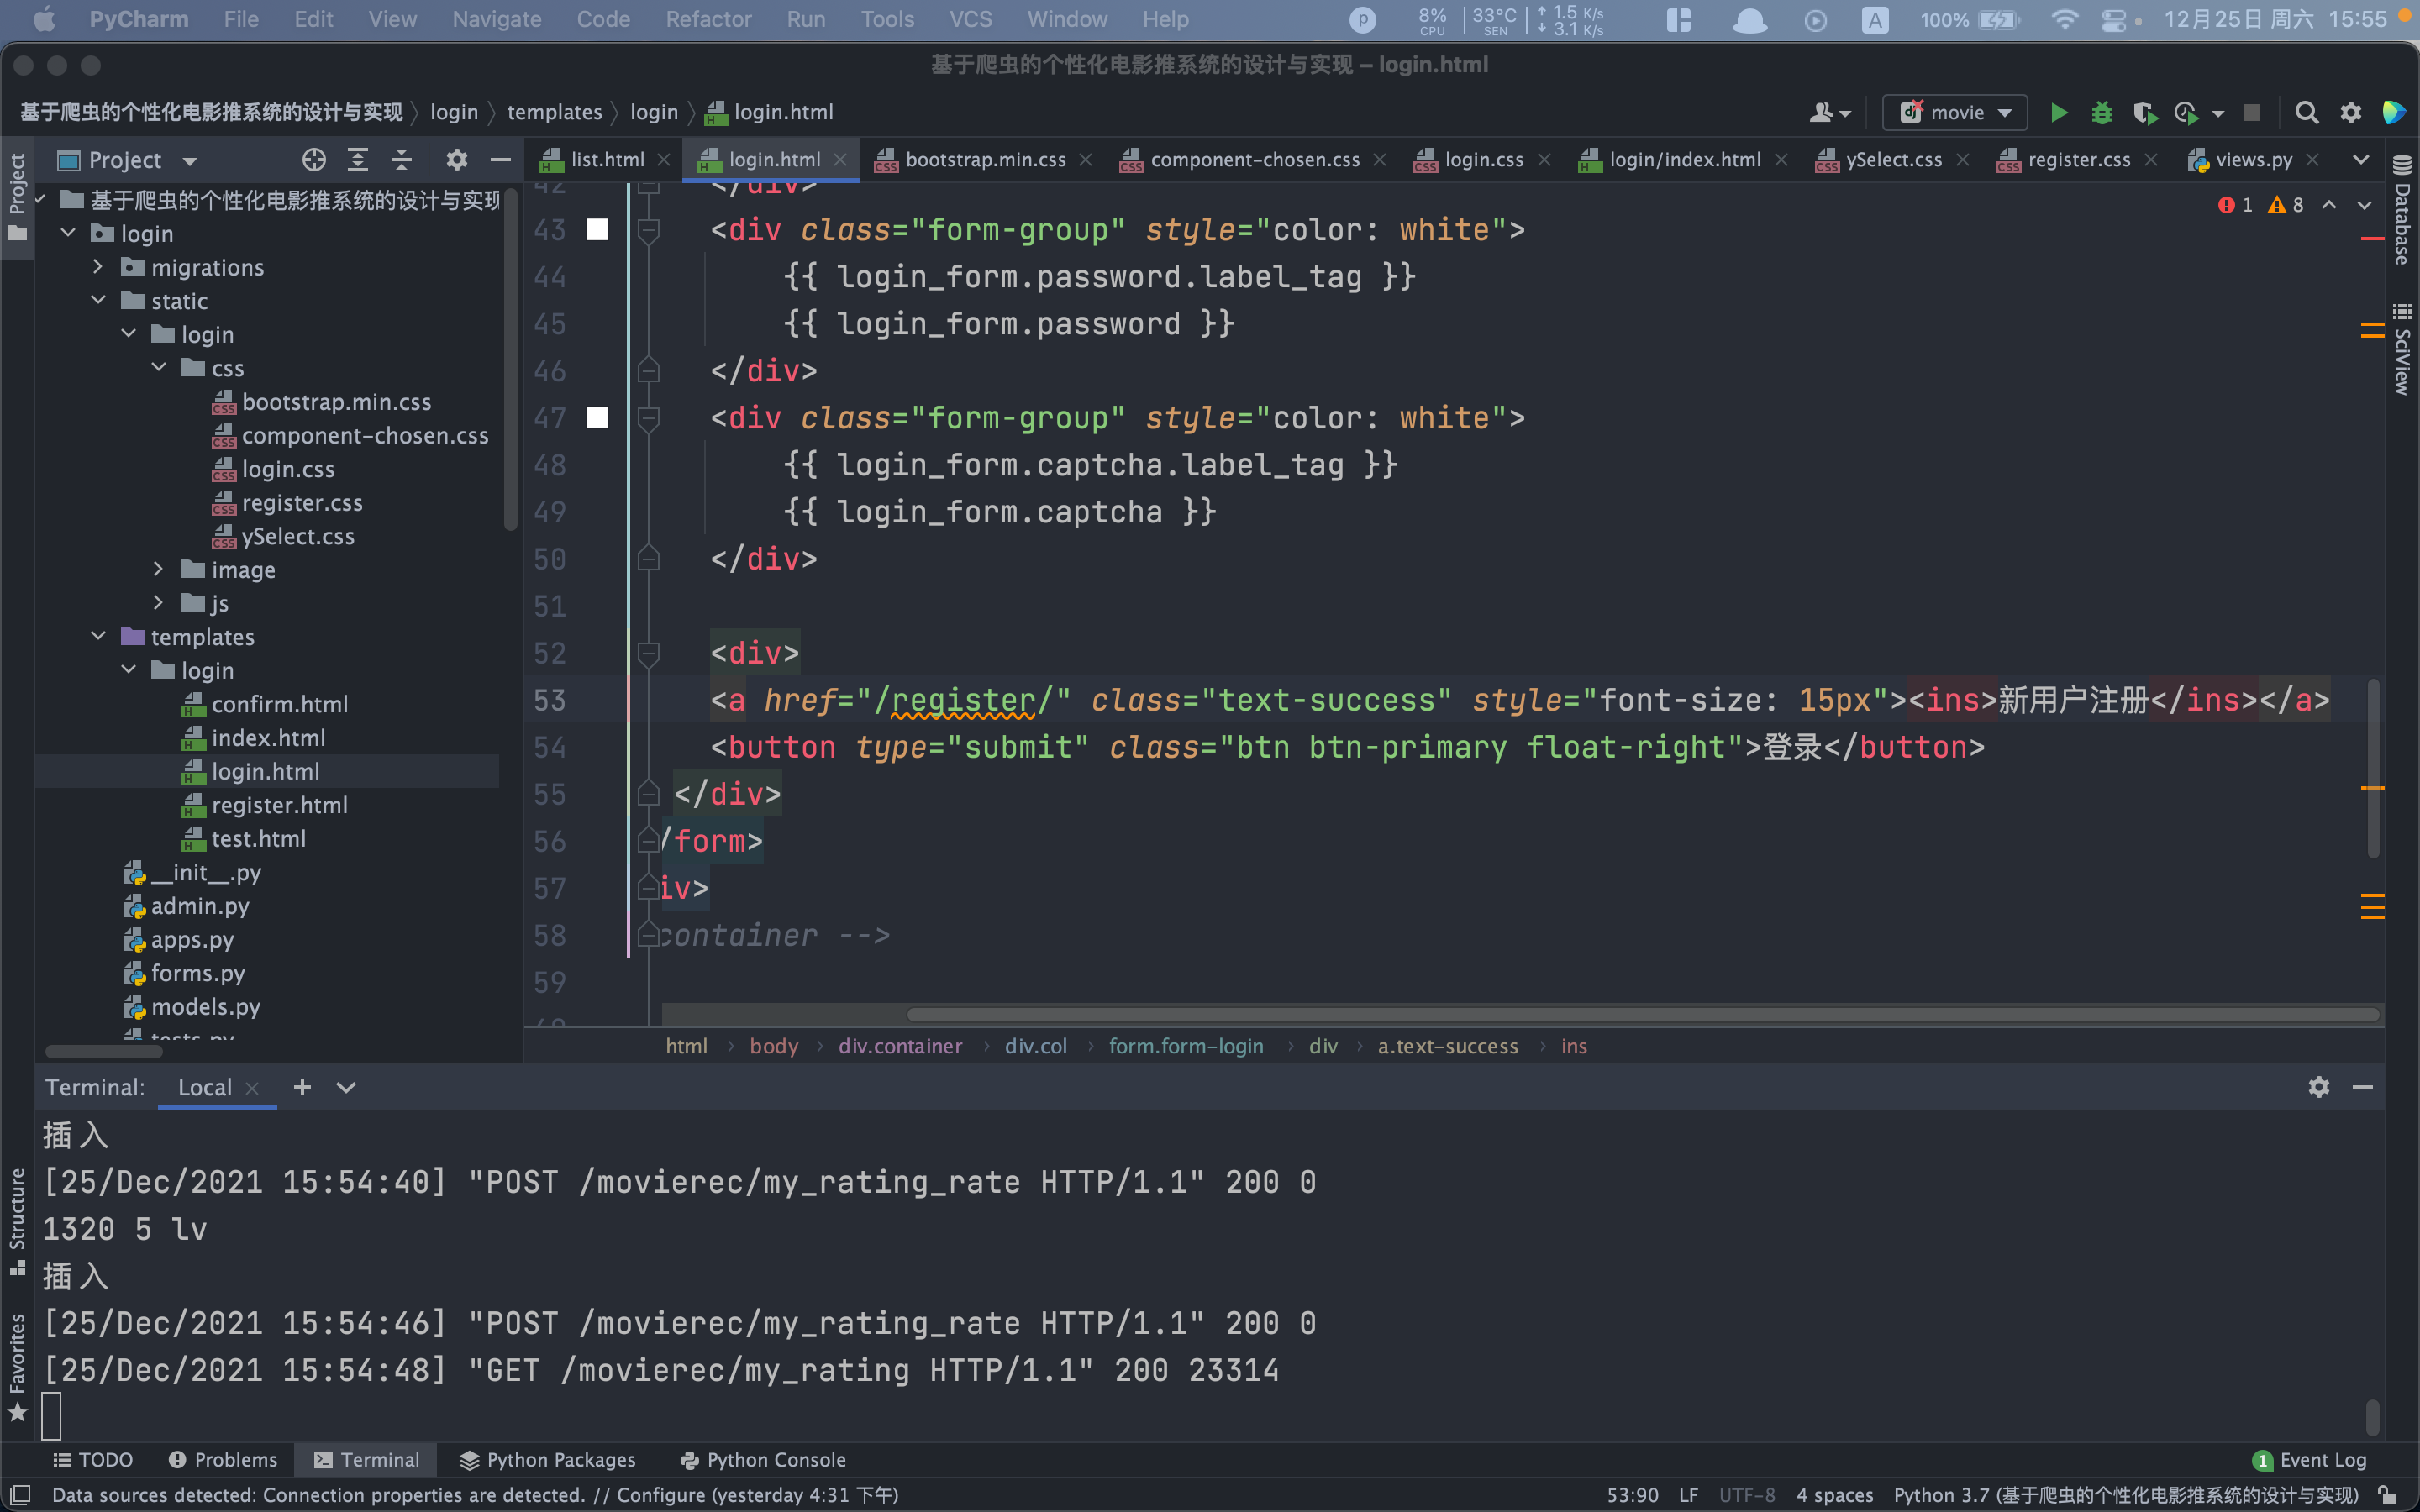 PyCharm File Edit View Navigate Code Refactor Run Tools VCS Window Help P 8% CPU 33°C SEN ↑ 1.5 K/s ↓ 3.1 K/s A 100% 12月25日 周六 15:55
基于爬虫的个性化电影推系统的设计与实现 – login.html
基于爬虫的个性化电影推系统的设计与实现 login templates login login.html movie
Project
list.html login.html bootstrap.min.css component-chosen.css login.css login/index.html ySelect.css register.css views.py
Project
基于爬虫的个性化电影推系统的设计与实现
login
migrations
static
login
css
bootstrap.min.css
component-chosen.css
login.css
register.css
ySelect.css
image
js
templates
login
confirm.html
index.html
login.html
register.html
test.html
__init__.py
admin.py
apps.py
forms.py
models.py
tests.py
1 8
42 </div>
43 <div class="form-group" style="color: white">
44 {{ login_form.password.label_tag }}
45 {{ login_form.password }}
46 </div>
47 <div class="form-group" style="color: white">
48 {{ login_form.captcha.label_tag }}
49 {{ login_form.captcha }}
50 </div>
51
52 <div>
53 <a href="/register/" class="text-success" style="font-size: 15px"><ins>新用户注册</ins></a>
54 <button type="submit" class="btn btn-primary float-right">登录</button>
55 </div>
56 /form>
57 iv>
58 container -->
59
Database
SciView
html body div.container div.col form.form-login div a.text-success ins
Terminal: Local
插入
[25/Dec/2021 15:54:40] "POST /movierec/my_rating_rate HTTP/1.1" 200 0
1320 5 lv
插入
[25/Dec/2021 15:54:46] "POST /movierec/my_rating_rate HTTP/1.1" 200 0
[25/Dec/2021 15:54:48] "GET /movierec/my_rating HTTP/1.1" 200 23314
Structure
Favorites
TODO Problems Terminal Python Packages Python Console 1 Event Log
Data sources detected: Connection properties are detected. // Configure (yesterday 4:31 下午) 53:90 LF UTF-8 4 spaces Python 3.7 (基于爬虫的个性化电影推系统的设计与实现)